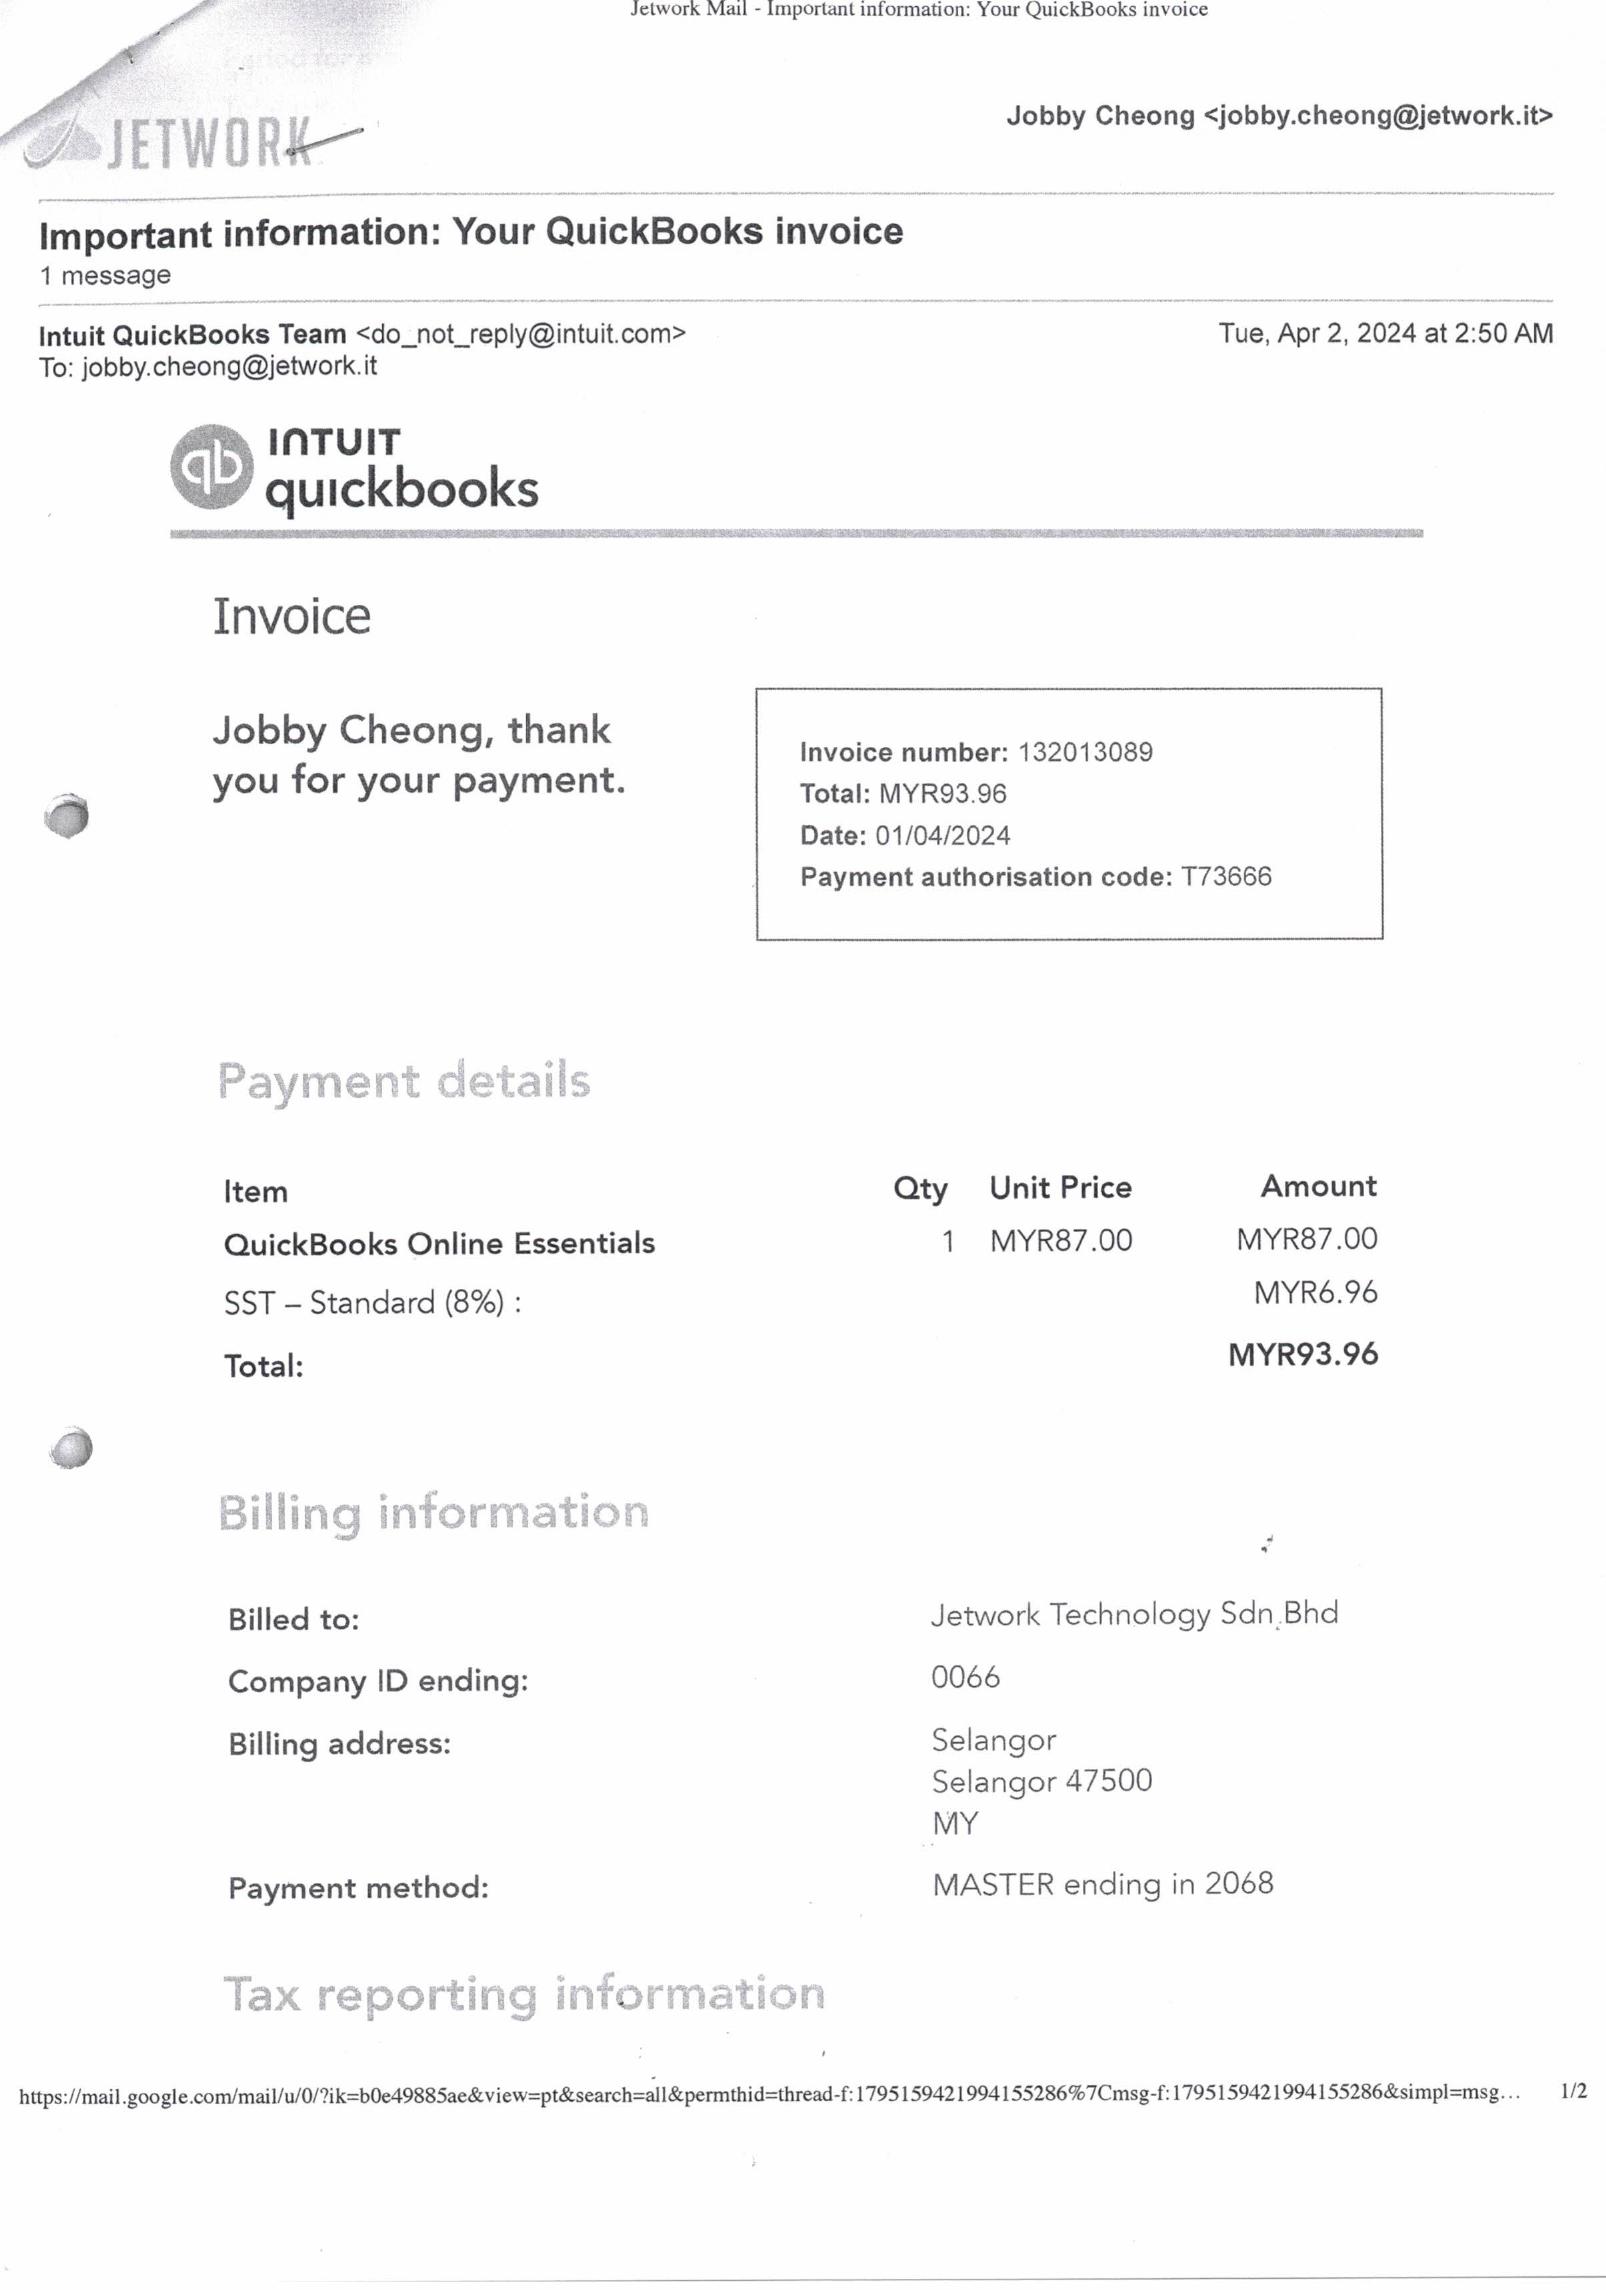 Jetwork Mail - Important information: Your QuickBooks invoice
JETWORK
Jobby Cheong <jobby.cheong@jetwork.it>
Important information: Your QuickBooks invoice
1 message
Intuit QuickBooks Team <do_not_reply@intuit.com>
Tue, Apr 2, 2024 at 2:50 AM
To: jobby.cheong@jetwork.it
qb
INTUIT
quickbooks
Invoice
Jobby Cheong, thank
you for your payment.
Invoice number: 132013089
Total: MYR93.96
Date: 01/04/2024
Payment authorisation code: T73666
Payment details
Item Qty Unit Price Amount
QuickBooks Online Essentials 1 MYR87.00 MYR87.00
SST – Standard (8%) : MYR6.96
Total: MYR93.96
Billing information
Billed to: Jetwork Technology Sdn Bhd
Company ID ending: 0066
Billing address: Selangor
Selangor 47500
MY
Payment method: MASTER ending in 2068
Tax reporting information
https://mail.google.com/mail/u/0/?ik=b0e49885ae&view=pt&search=all&permthid=thread-f:1795159421994155286%7Cmsg-f:1795159421994155286&simpl=msg... 1/2